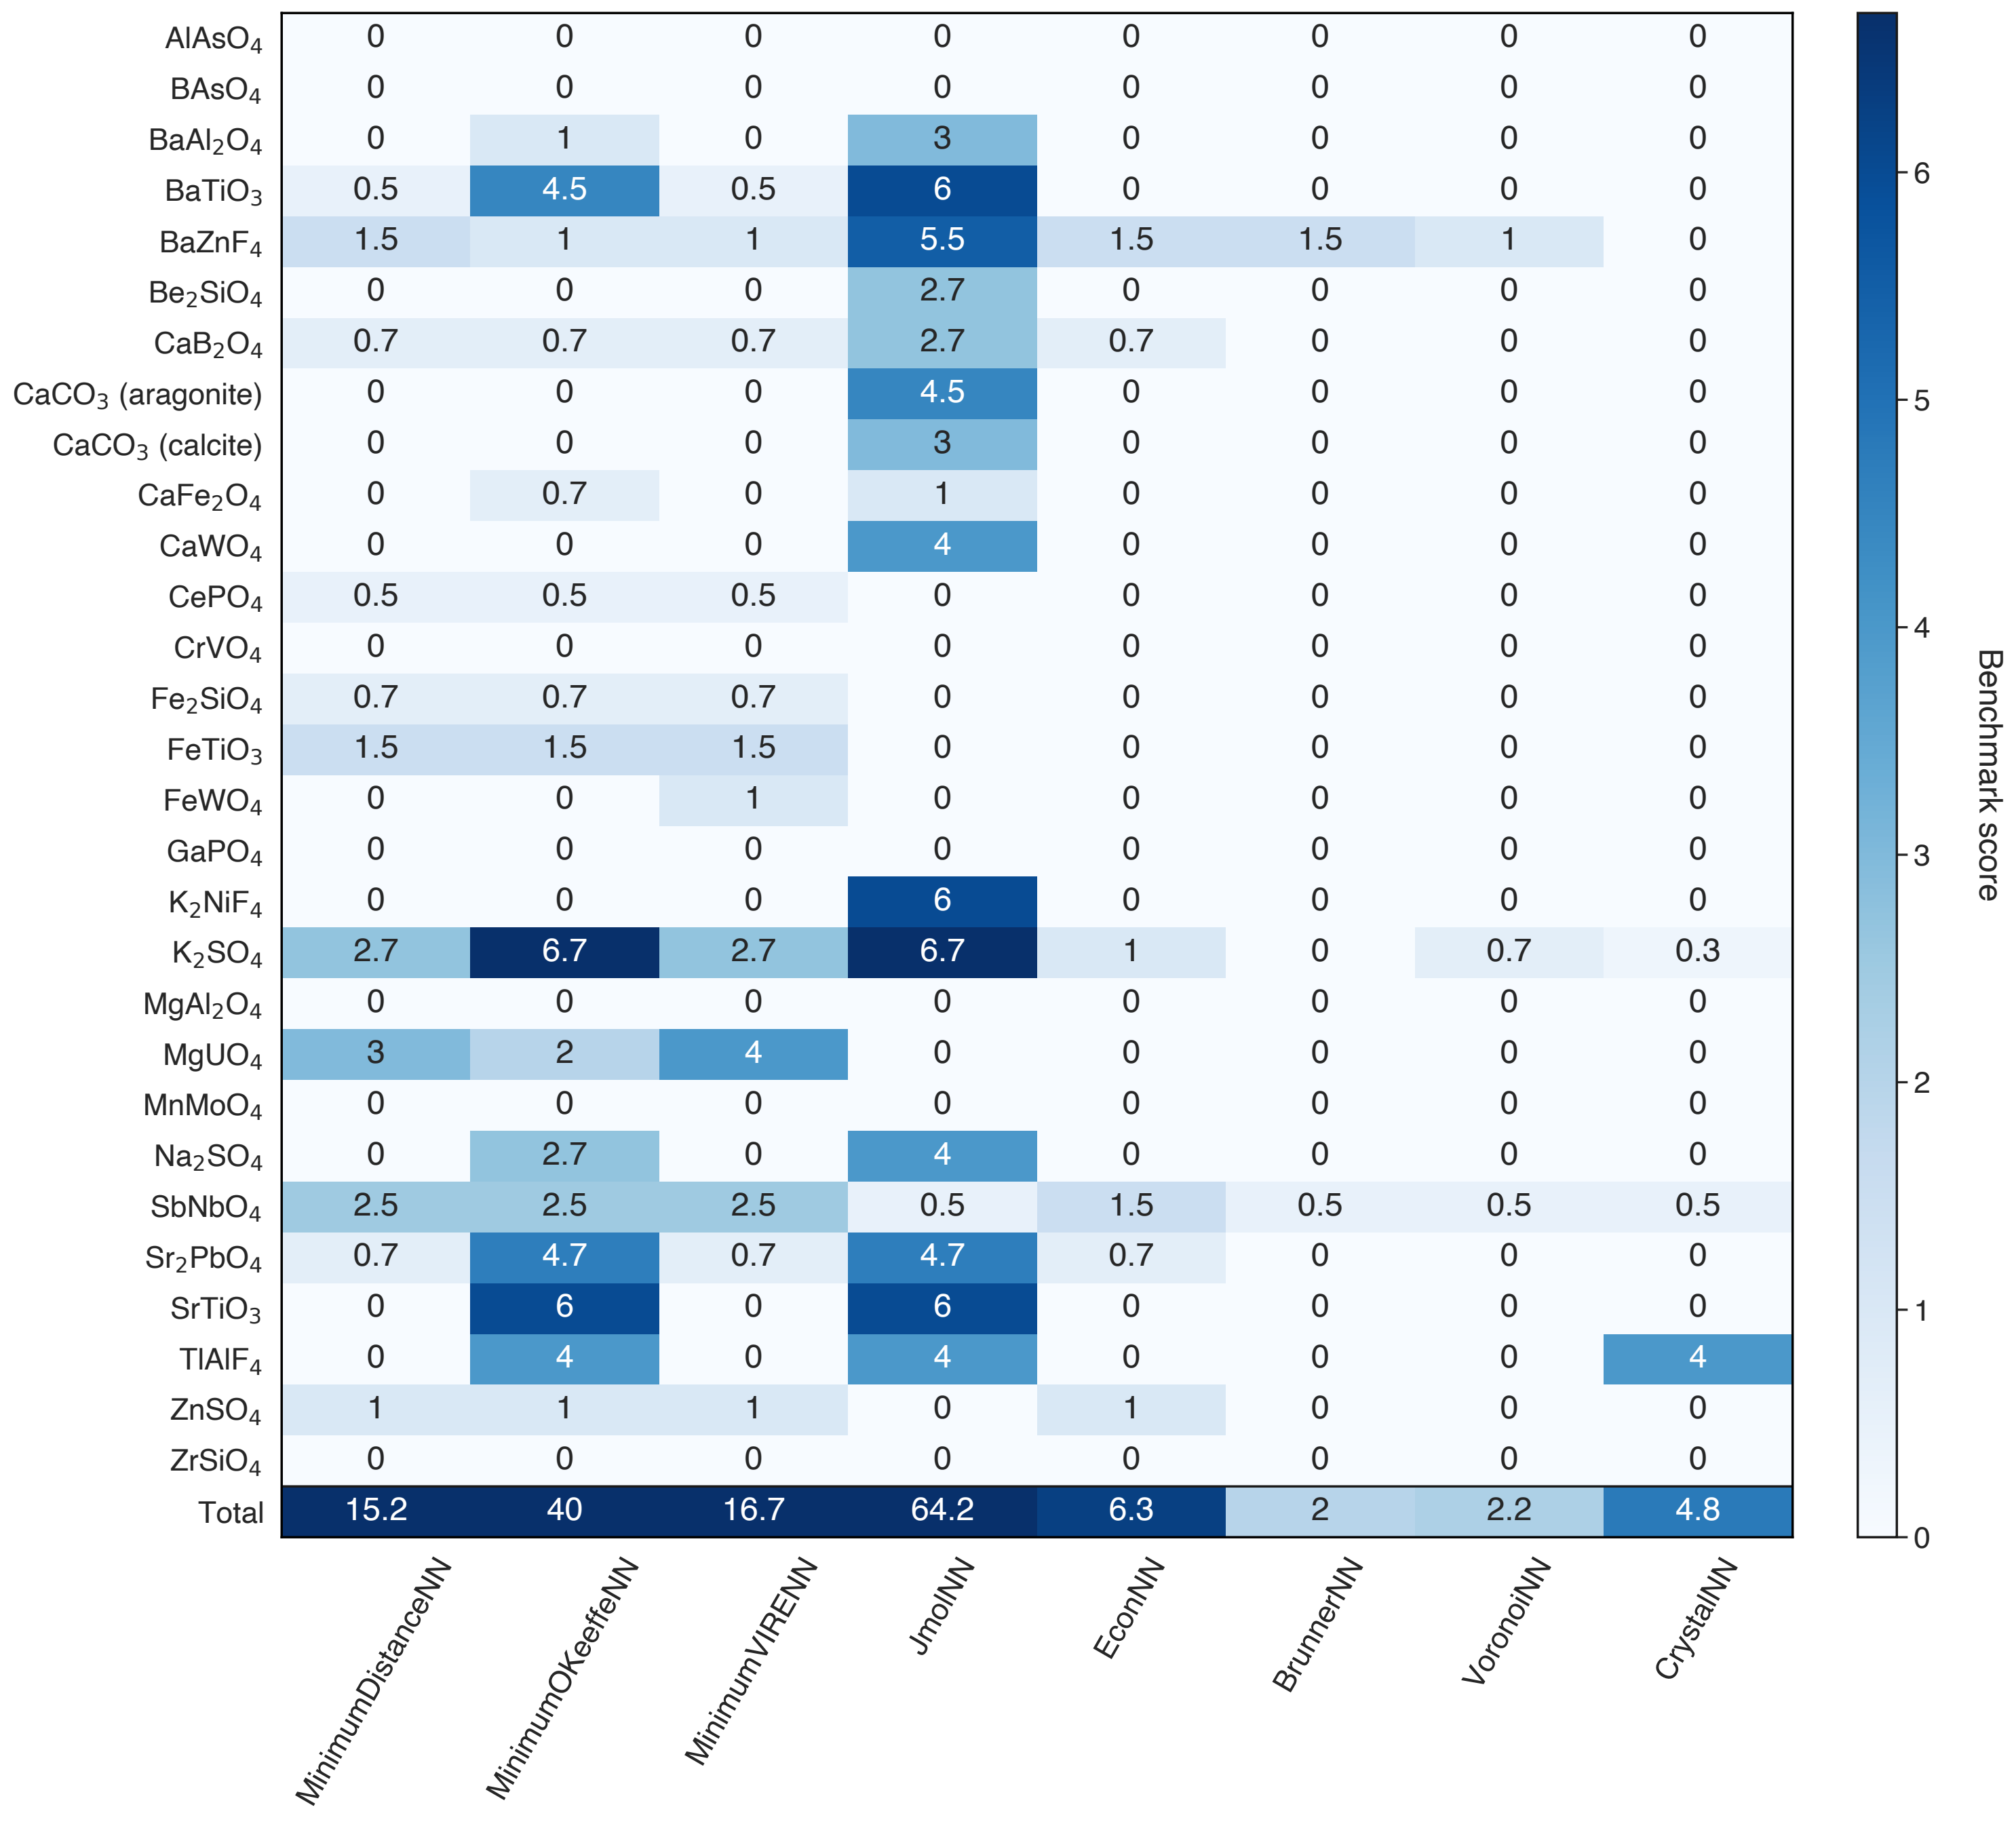 AlAsO₄ 0 0 0 0 0 0 0 0
BAsO₄ 0 0 0 0 0 0 0 0
BaAl₂O₄ 0 1 0 3 0 0 0 0
BaTiO₃ 0.5 4.5 0.5 6 0 0 0 0
BaZnF₄ 1.5 1 1 5.5 1.5 1.5 1 0
Be₂SiO₄ 0 0 0 2.7 0 0 0 0
CaB₂O₄ 0.7 0.7 0.7 2.7 0.7 0 0 0
CaCO₃ (aragonite) 0 0 0 4.5 0 0 0 0
CaCO₃ (calcite) 0 0 0 3 0 0 0 0
CaFe₂O₄ 0 0.7 0 1 0 0 0 0
CaWO₄ 0 0 0 4 0 0 0 0
CePO₄ 0.5 0.5 0.5 0 0 0 0 0
CrVO₄ 0 0 0 0 0 0 0 0
Fe₂SiO₄ 0.7 0.7 0.7 0 0 0 0 0
FeTiO₃ 1.5 1.5 1.5 0 0 0 0 0
FeWO₄ 0 0 1 0 0 0 0 0
GaPO₄ 0 0 0 0 0 0 0 0
K₂NiF₄ 0 0 0 6 0 0 0 0
K₂SO₄ 2.7 6.7 2.7 6.7 1 0 0.7 0.3
MgAl₂O₄ 0 0 0 0 0 0 0 0
MgUO₄ 3 2 4 0 0 0 0 0
MnMoO₄ 0 0 0 0 0 0 0 0
Na₂SO₄ 0 2.7 0 4 0 0 0 0
SbNbO₄ 2.5 2.5 2.5 0.5 1.5 0.5 0.5 0.5
Sr₂PbO₄ 0.7 4.7 0.7 4.7 0.7 0 0 0
SrTiO₃ 0 6 0 6 0 0 0 0
TlAlF₄ 0 4 0 4 0 0 0 4
ZnSO₄ 1 1 1 0 1 0 0 0
ZrSiO₄ 0 0 0 0 0 0 0 0
Total 15.2 40 16.7 64.2 6.3 2 2.2 4.8
MinimumDistanceNN
MinimumOKeeffeNN
MinimumVIRENN
JmolNN
EconNN
BrunnerNN
VoronoiNN
CrystalNN
6
5
4
3
2
1
0
Benchmark score